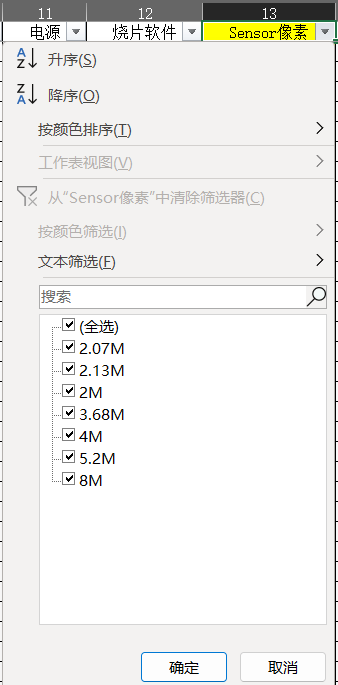 11 12 13
电源 烧片软件 Sensor像素
升序(S)
降序(O)
按颜色排序(T)
工作表视图(V)
从“Sensor像素”中清除筛选器(C)
按颜色筛选(I)
文本筛选(F)
搜索
(全选)
2.07M
2.13M
2M
3.68M
4M
5.2M
8M
确定 取消